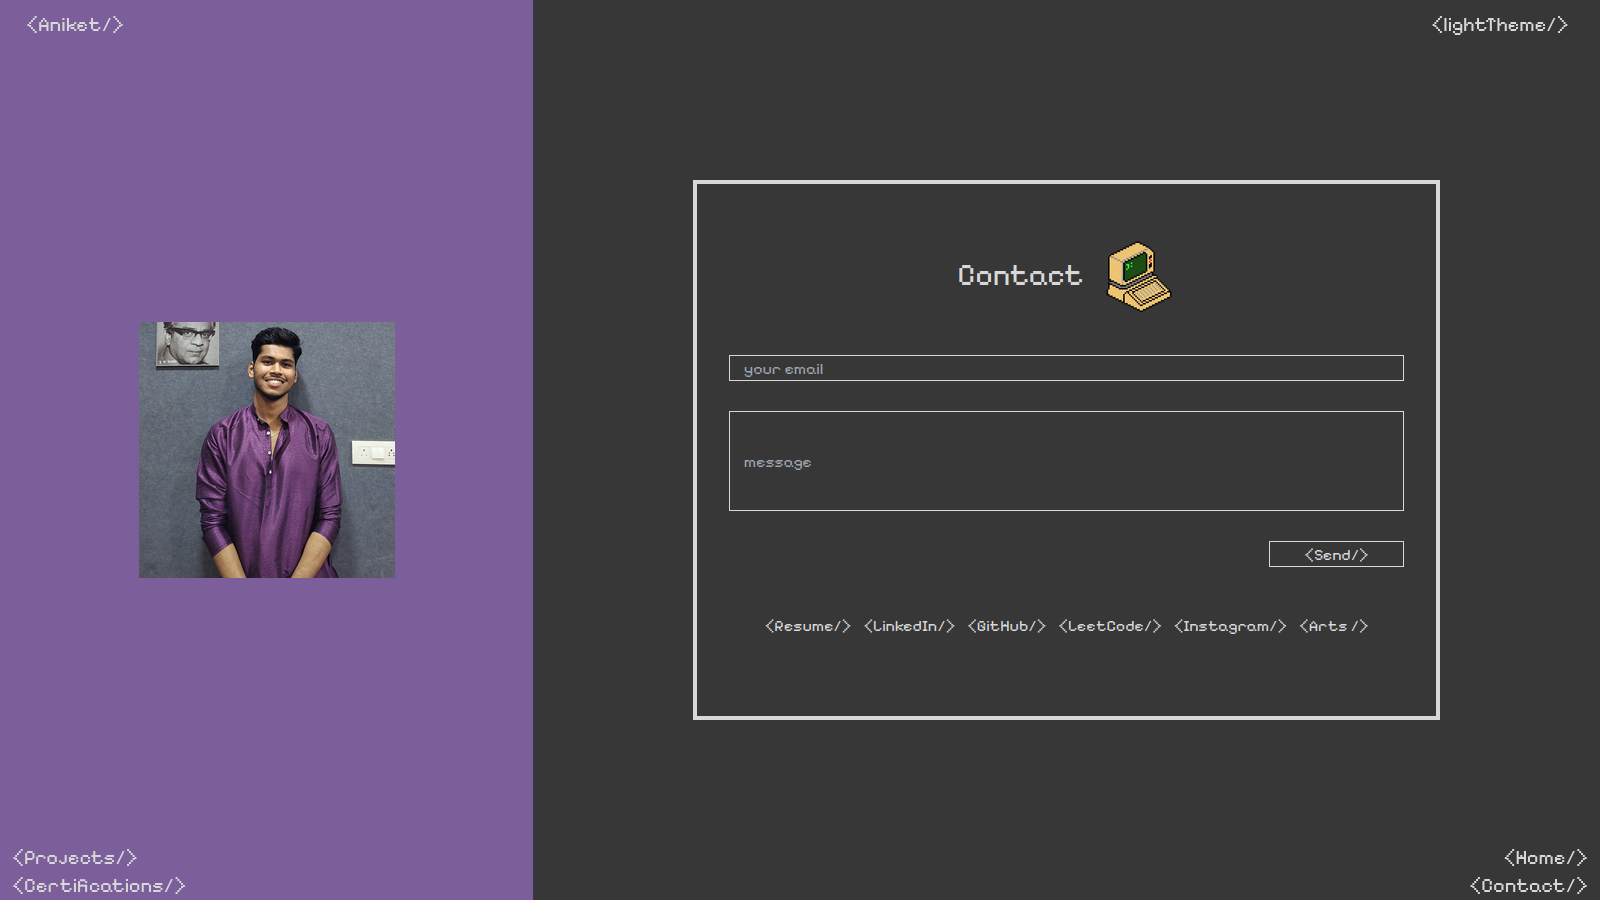 <Aniket/>
<lightTheme/>
Contact
your email
message
<Send/>
<Resume/> <LinkedIn/> <GitHub/> <LeetCode/> <Instagram/> <Arts />
<Projects/>
<Certifications/>
<Home/>
<Contact/>